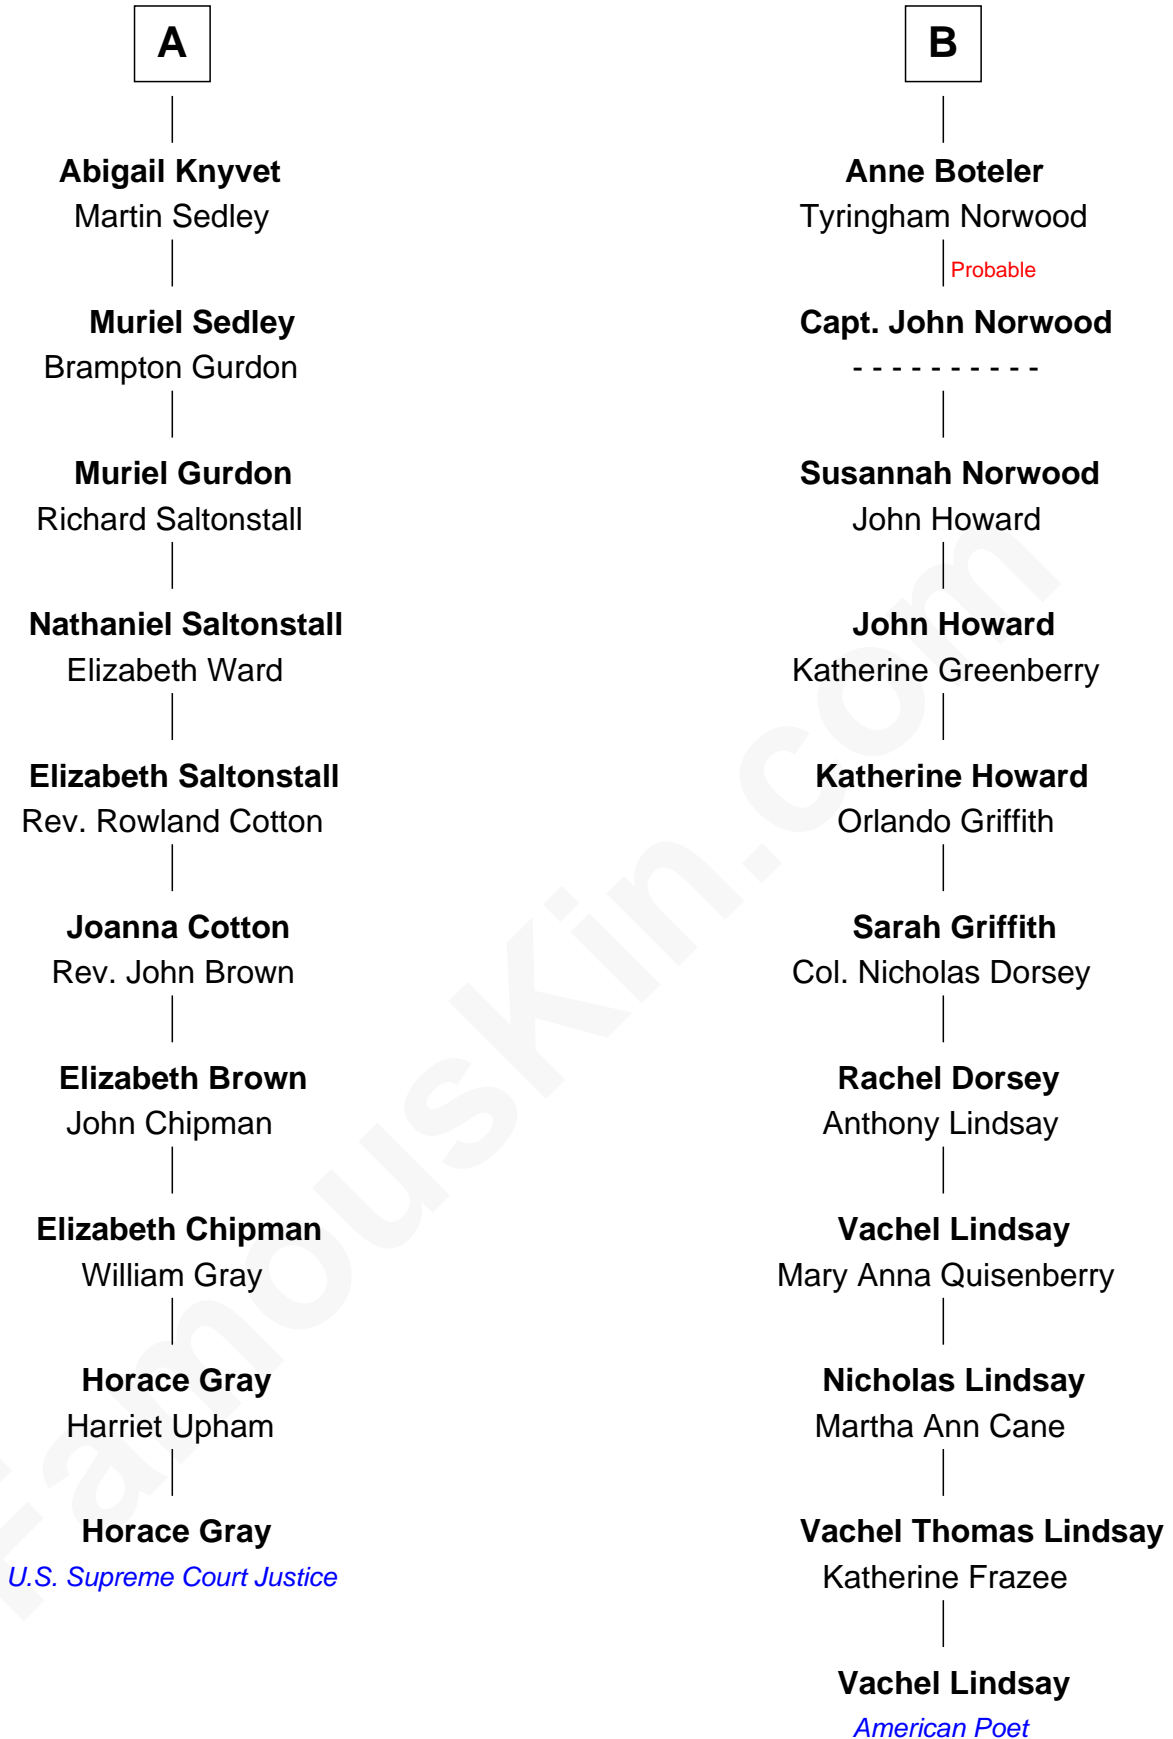 A
Abigail Knyvet
Martin Sedley
Muriel Sedley
Brampton Gurdon
Muriel Gurdon
Richard Saltonstall
Nathaniel Saltonstall
Elizabeth Ward
Elizabeth Saltonstall
Rev. Rowland Cotton
Joanna Cotton
Rev. John Brown
Elizabeth Brown
John Chipman
Elizabeth Chipman
William Gray
Horace Gray
Harriet Upham
Horace Gray
U.S. Supreme Court Justice
B
Anne Boteler
Tyringham Norwood
Probable
Capt. John Norwood
- - - - - - - - - -
Susannah Norwood
John Howard
John Howard
Katherine Greenberry
Katherine Howard
Orlando Griffith
Sarah Griffith
Col. Nicholas Dorsey
Rachel Dorsey
Anthony Lindsay
Vachel Lindsay
Mary Anna Quisenberry
Nicholas Lindsay
Martha Ann Cane
Vachel Thomas Lindsay
Katherine Frazee
Vachel Lindsay
American Poet
FamousKin.com